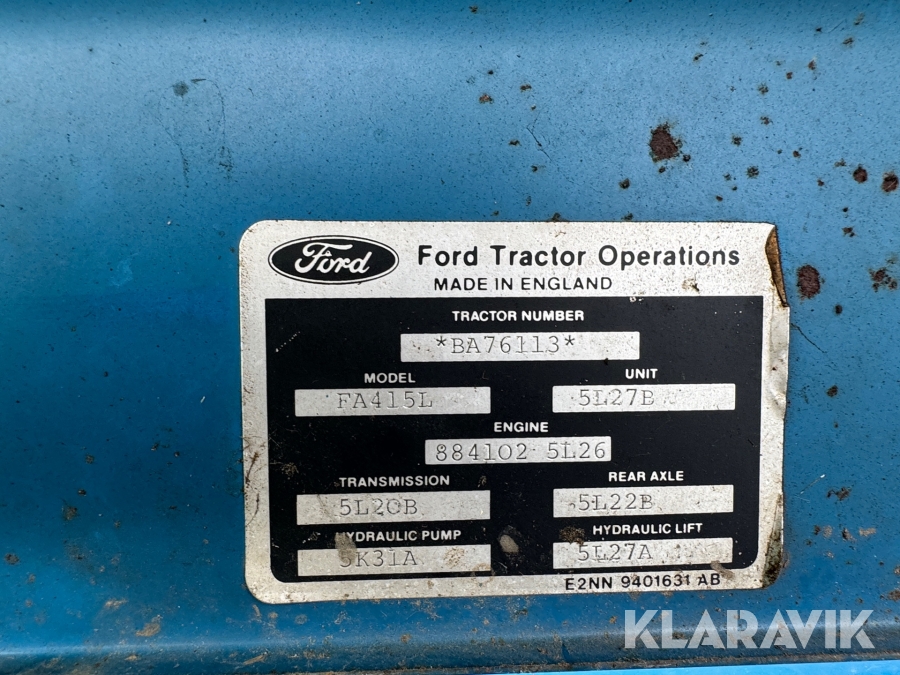 Ford
Ford Tractor Operations
MADE IN ENGLAND
TRACTOR NUMBER
*BA76113*
MODEL
UNIT
FA415L
5L27B
ENGINE
884102 5L26
TRANSMISSION
REAR AXLE
5L20B
5L22B
HYDRAULIC PUMP
HYDRAULIC LIFT
5K31A
5L27A
E2NN 9401631 AB
KLARAVIK